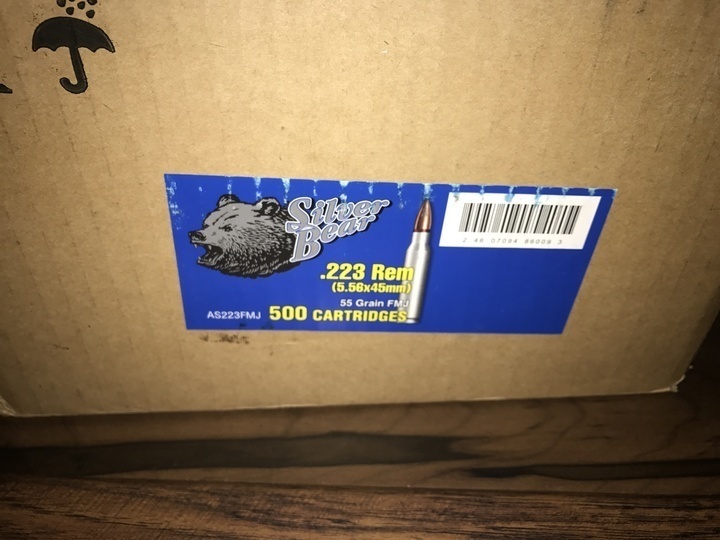 Silver
Bear
.223 Rem
(5.56x45mm)
55 Grain FMJ
AS223FMJ 500 CARTRIDGES